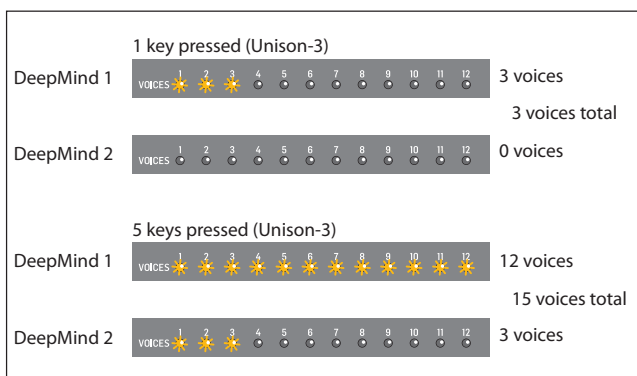 1 key pressed (Unison-3)
DeepMind 1
VOICES 1 2 3 4 5 6 7 8 9 10 11 12
3 voices
3 voices total
DeepMind 2
VOICES 1 2 3 4 5 6 7 8 9 10 11 12
0 voices
5 keys pressed (Unison-3)
DeepMind 1
VOICES 1 2 3 4 5 6 7 8 9 10 11 12
12 voices
15 voices total
DeepMind 2
VOICES 1 2 3 4 5 6 7 8 9 10 11 12
3 voices